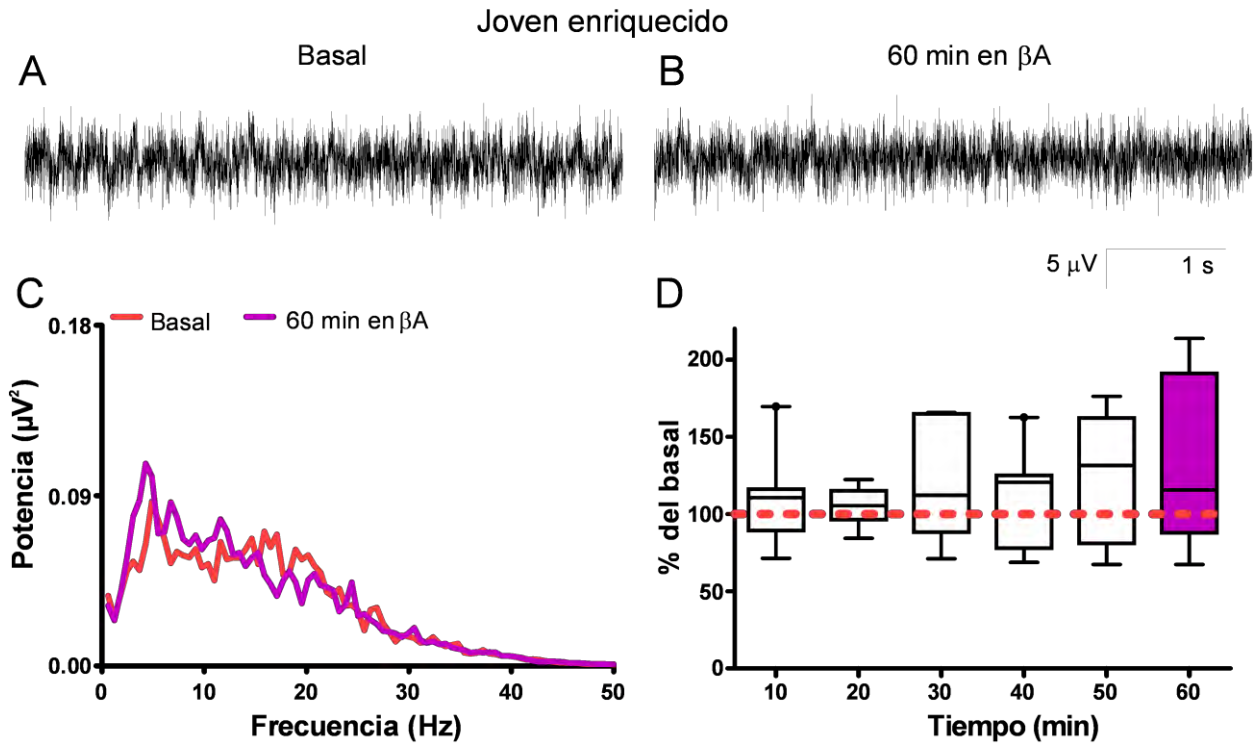 Joven enriquecido
A
Basal
B
60 min en βA
5 μV
1 s
C
Basal
60 min en βA
0.18
0.09
0.00
Potencia (μV²)
0
10
20
30
40
50
Frecuencia (Hz)
D
200
150
100
50
0
% del basal
10
20
30
40
50
60
Tiempo (min)